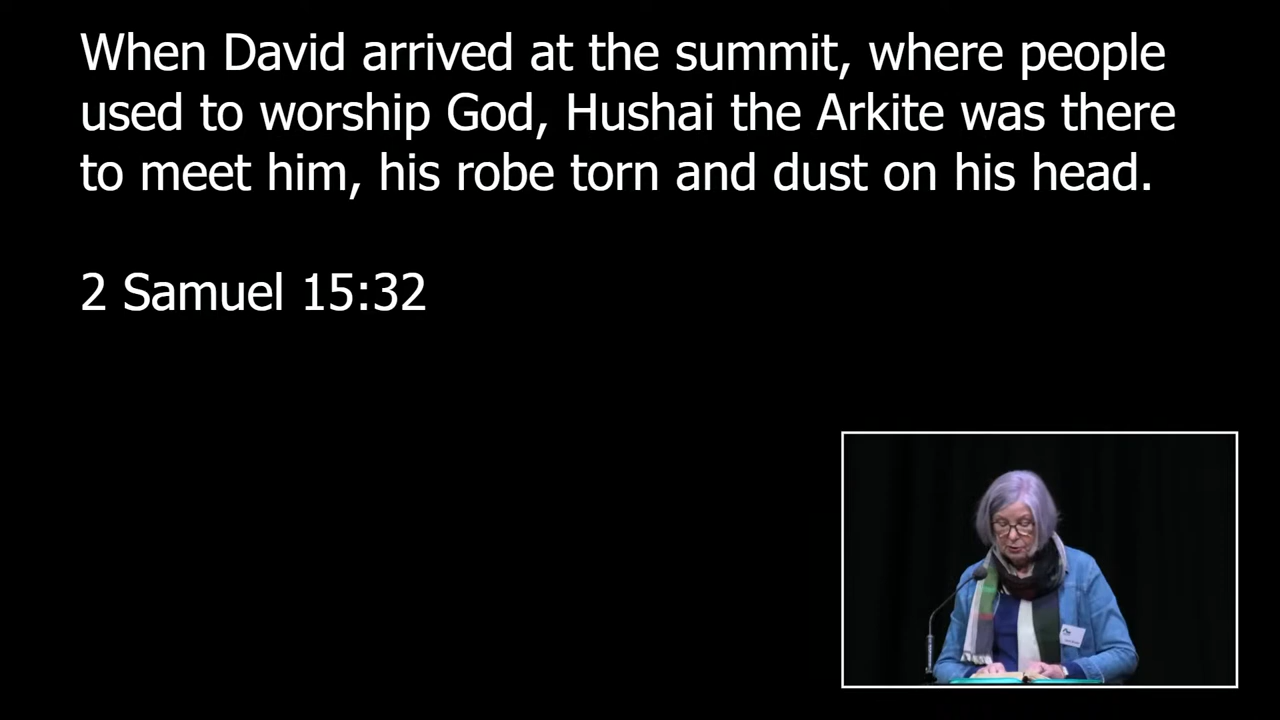 When David arrived at the summit, where people
used to worship God, Hushai the Arkite was there
to meet him, his robe torn and dust on his head.
2 Samuel 15:32